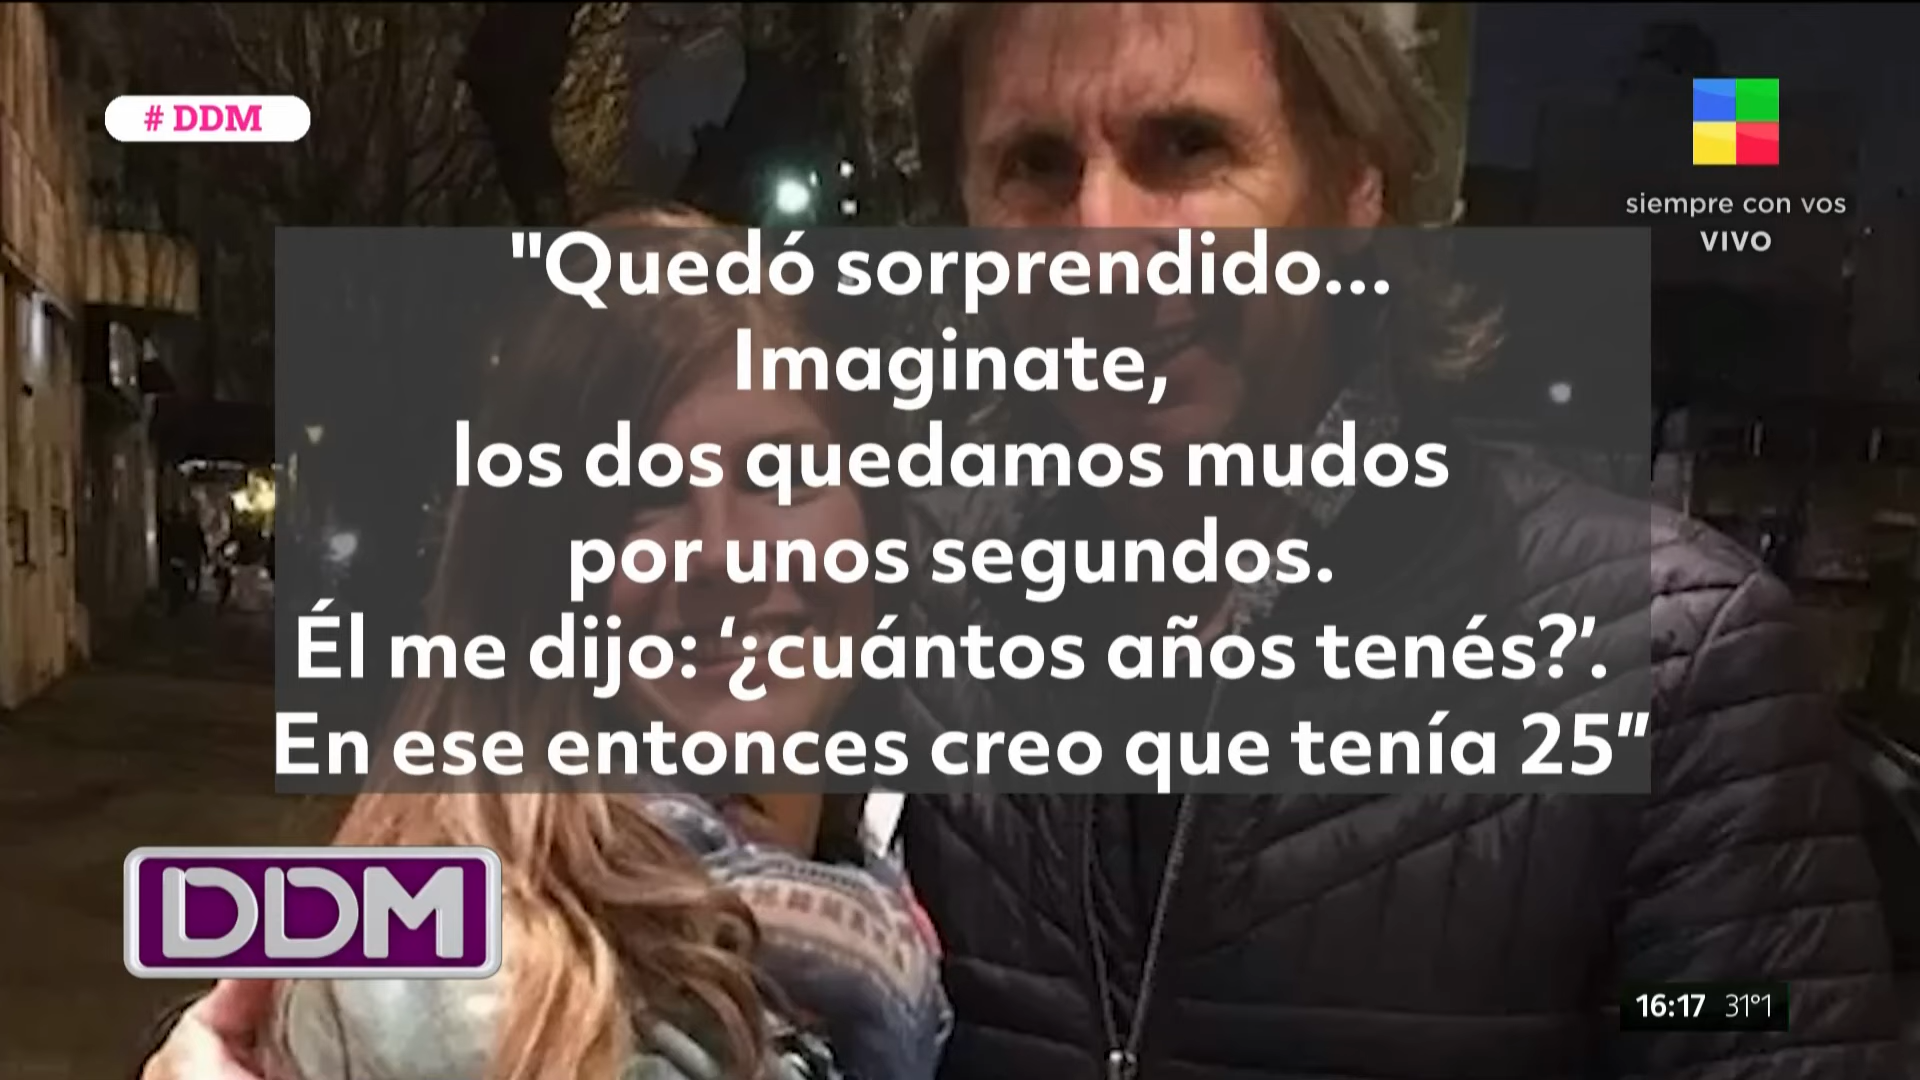 # DDM
siempre con vos
VIVO
"Quedó sorprendido...
Imaginate,
los dos quedamos mudos
por unos segundos.
Él me dijo: ‘¿cuántos años tenés?’.
En ese entonces creo que tenía 25"
DDM
16:17 31°1